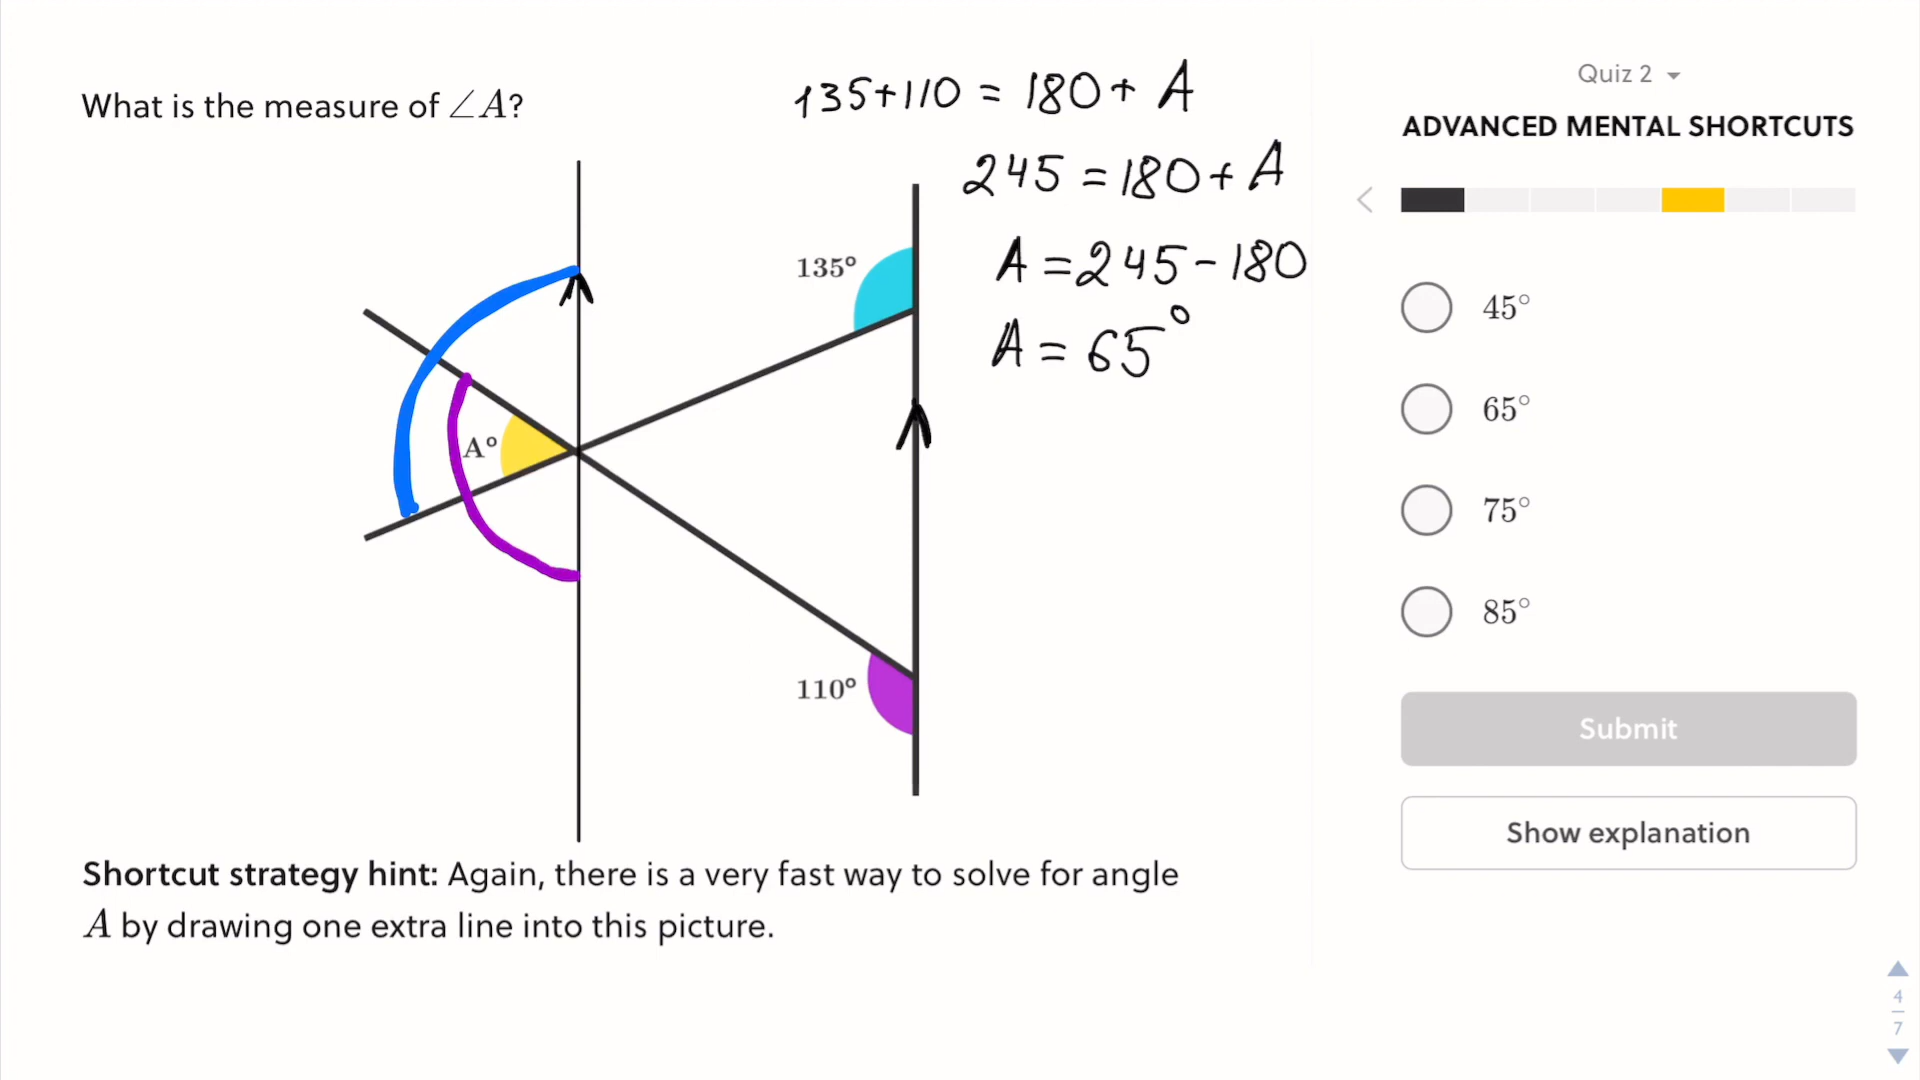 What is the measure of ∠A?
135+110 = 180+ A
245 = 180+ A
A = 245 - 180
A = 65°
135°
A°
110°
Shortcut strategy hint: Again, there is a very fast way to solve for angle
A by drawing one extra line into this picture.
Quiz 2
ADVANCED MENTAL SHORTCUTS
45°
65°
75°
85°
Submit
Show explanation
4
7